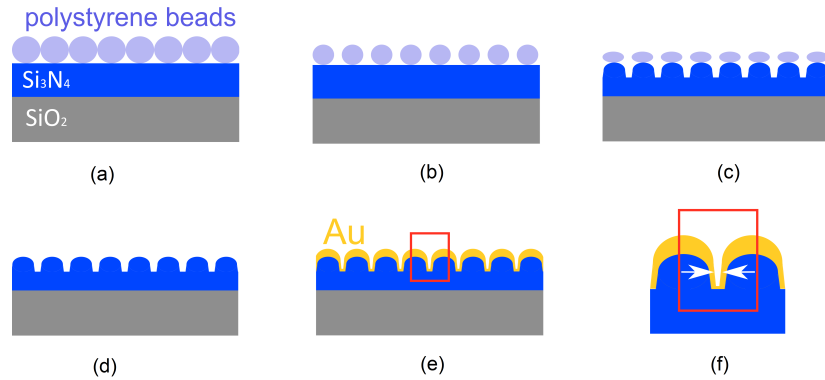 polystyrene beads
Si₃N₄
SiO₂
(a)
(b)
(c)
Au
(d)
(e)
(f)